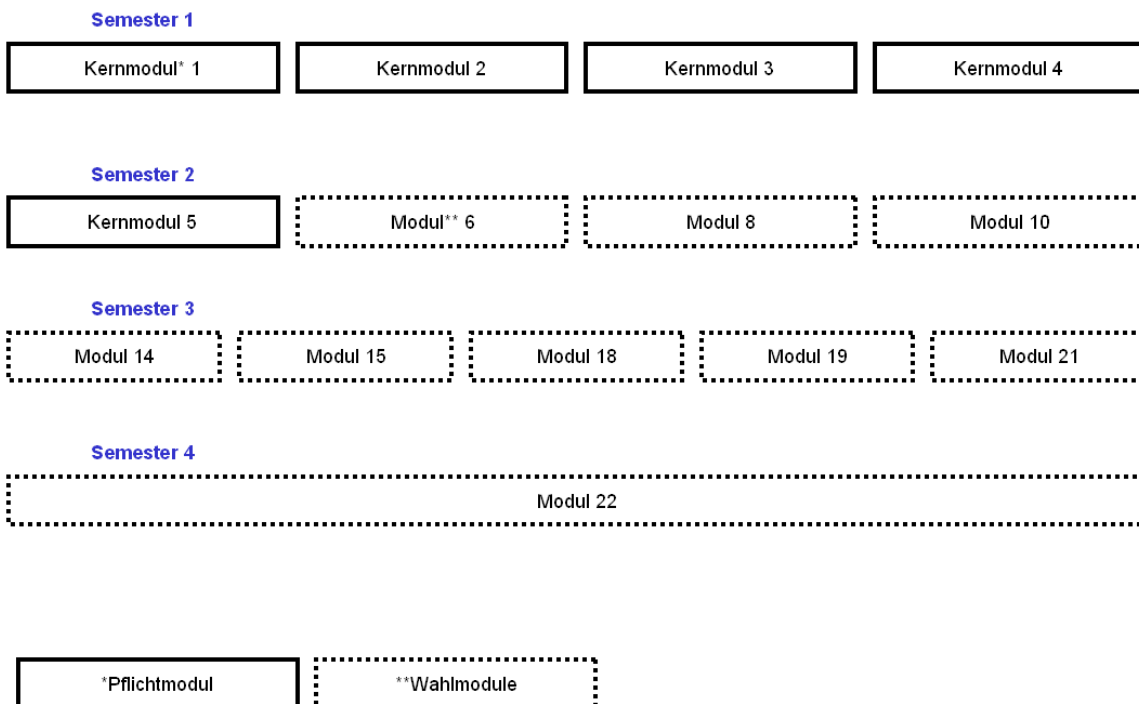 Semester 1
Kernmodul* 1 Kernmodul 2 Kernmodul 3 Kernmodul 4
Semester 2
Kernmodul 5 Modul** 6 Modul 8 Modul 10
Semester 3
Modul 14 Modul 15 Modul 18 Modul 19 Modul 21
Semester 4
Modul 22
*Pflichtmodul **Wahlmodule